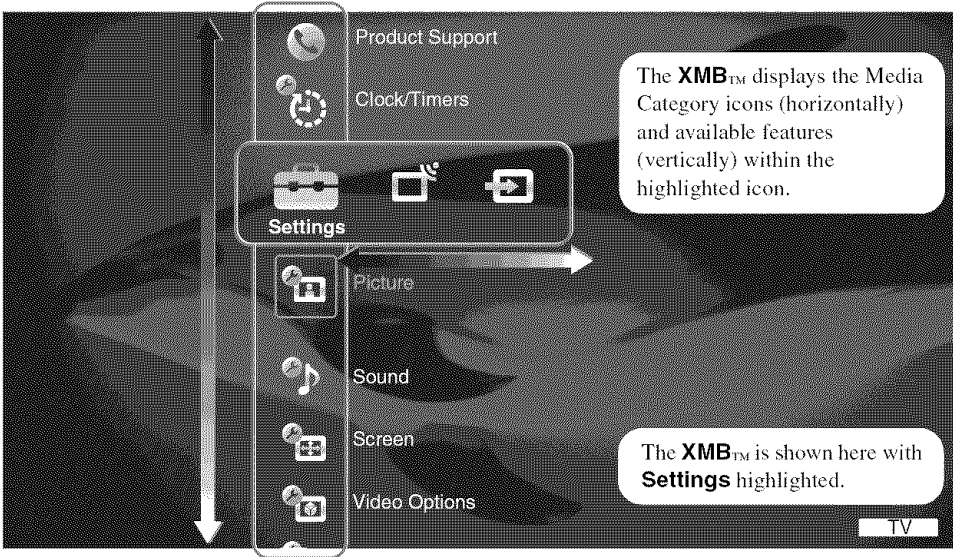 Product Support
Clock/Timers
The XMB™ displays the Media
Category icons (horizontally)
and available features
(vertically) within the
highlighted icon.
Settings
Picture
Sound
Screen
Video Options
The XMB™ is shown here with
Settings highlighted.
TV